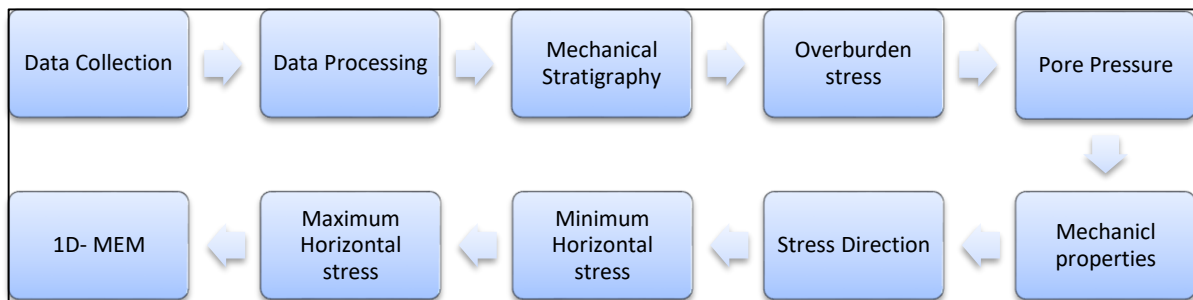 Data Collection
Data Processing
Mechanical
Stratigraphy
Overburden
stress
Pore Pressure
Mechanicl
properties
Stress Direction
Minimum
Horizontal
stress
Maximum
Horizontal
stress
1D- MEM